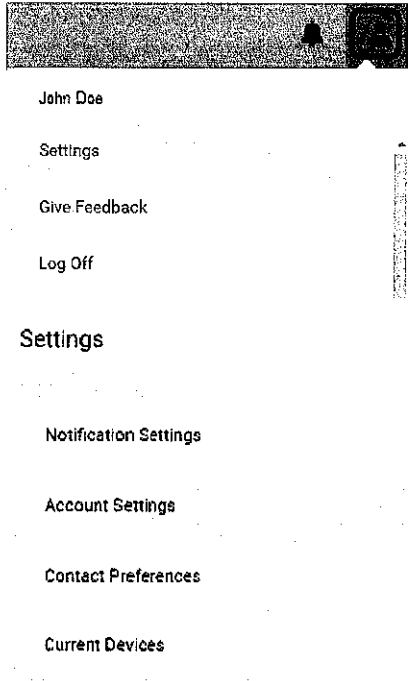 John Doe
Settings
Give Feedback
Log Off
Settings
Notification Settings
Account Settings
Contact Preferences
Current Devices